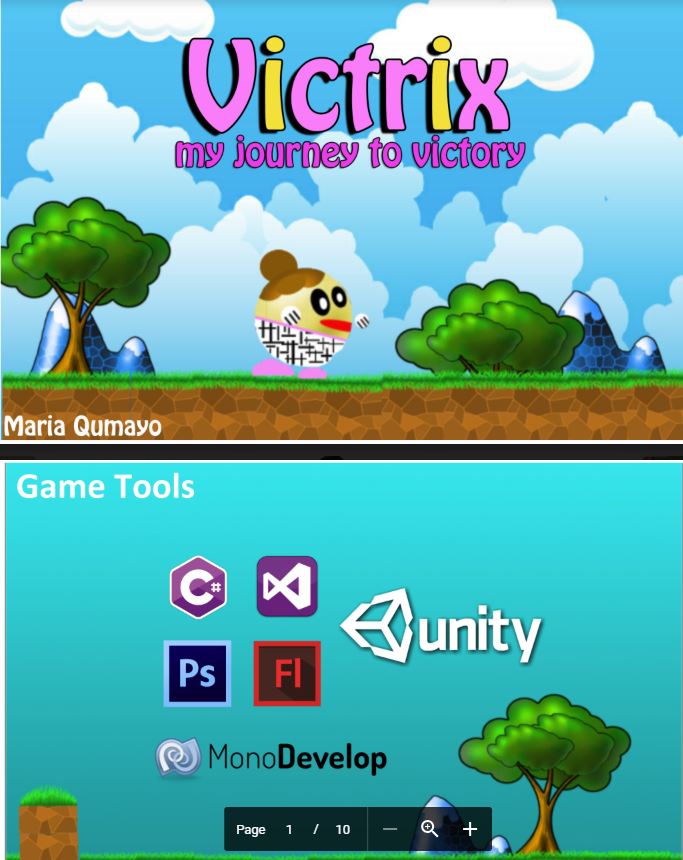 Victrix
my journey to victory
Maria Qumayo
Game Tools
C#
unity
Ps Fl
MonoDevelop
Page 1 / 10